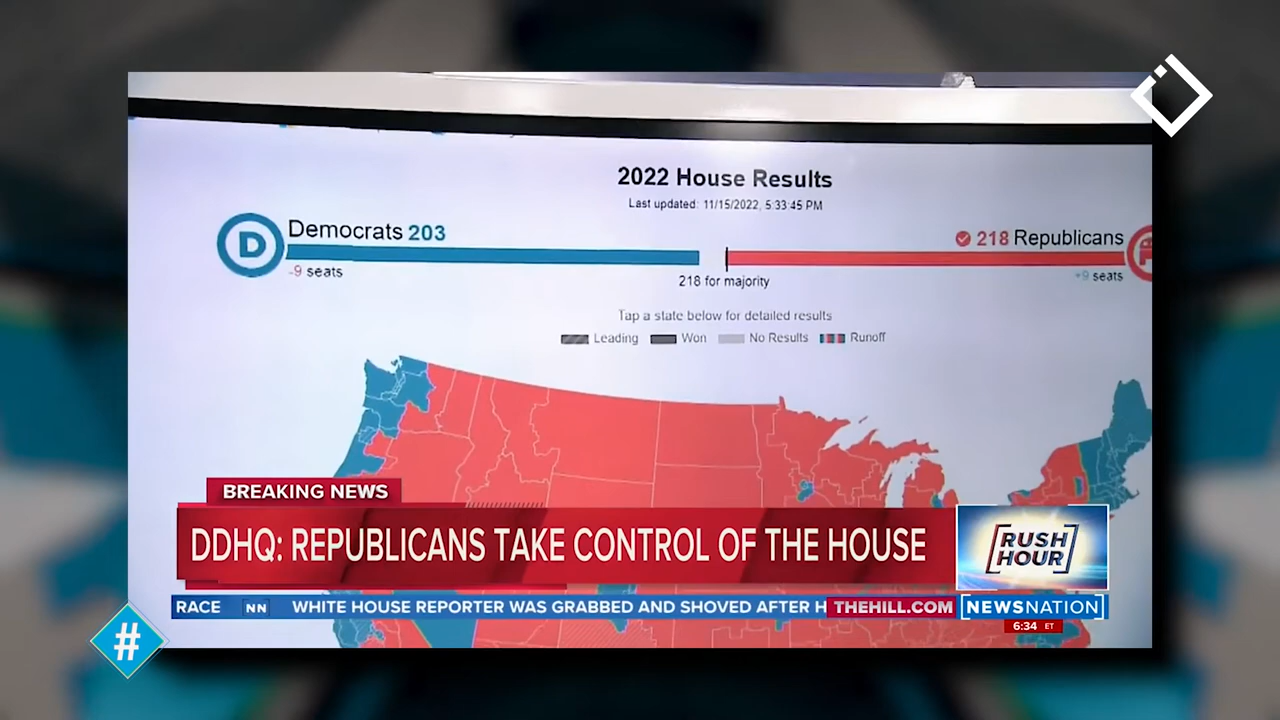 2022 House Results
Last updated: 11/15/2022, 5:33:45 PM
D
Democrats 203
218 Republicans
-9 seats
+9 seats
218 for majority
Tap a state below for detailed results
Leading Won No Results Runoff
BREAKING NEWS
DDHQ: REPUBLICANS TAKE CONTROL OF THE HOUSE
RUSH
HOUR
RACE NN WHITE HOUSE REPORTER WAS GRABBED AND SHOVED AFTER H THEHILL.COM NEWSNATION
6:34 ET
#